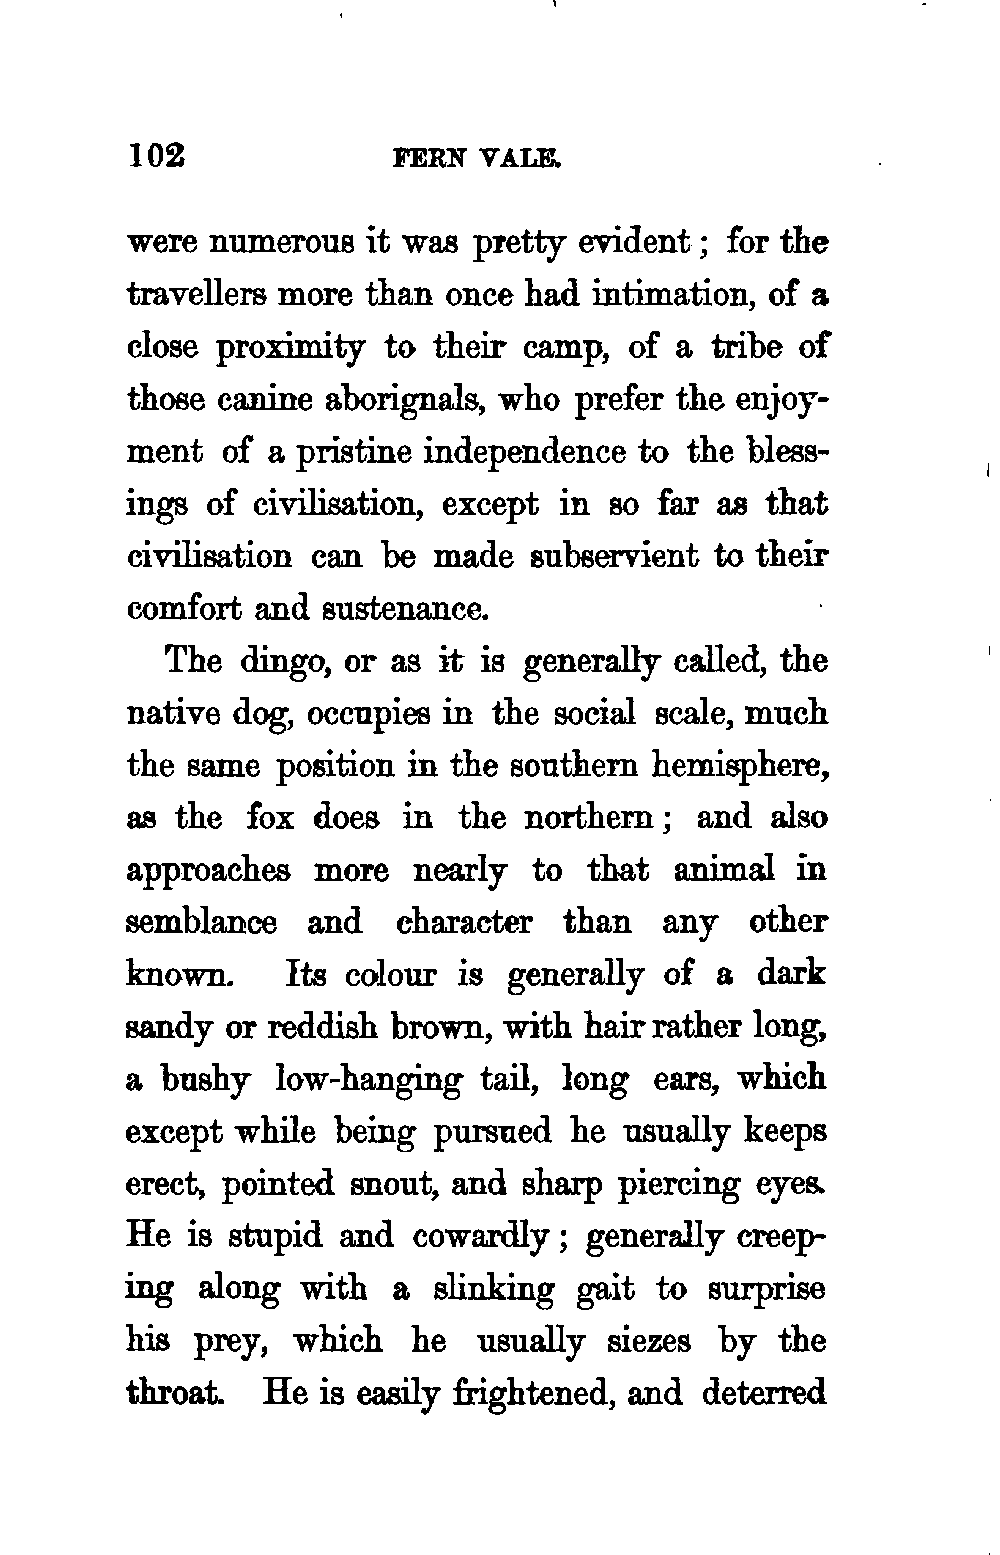 102 FERN VALE.
were numerous it was pretty evident; for the
travellers more than once had intimation, of a
close proximity to their camp, of a tribe of
those canine aborignals, who prefer the enjoy-
ment of a pristine independence to the bless-
ings of civilisation, except in so far as that
civilisation can be made subservient to their
comfort and sustenance.
The dingo, or as it is generally called, the
native dog, occupies in the social scale, much
the same position in the southern hemisphere,
as the fox does in the northern; and also
approaches more nearly to that animal in
semblance and character than any other
known. Its colour is generally of a dark
sandy or reddish brown, with hair rather long,
a bushy low-hanging tail, long ears, which
except while being pursued he usually keeps
erect, pointed snout, and sharp piercing eyes.
He is stupid and cowardly; generally creep-
ing along with a slinking gait to surprise
his prey, which he usually siezes by the
throat. He is easily frightened, and deterred